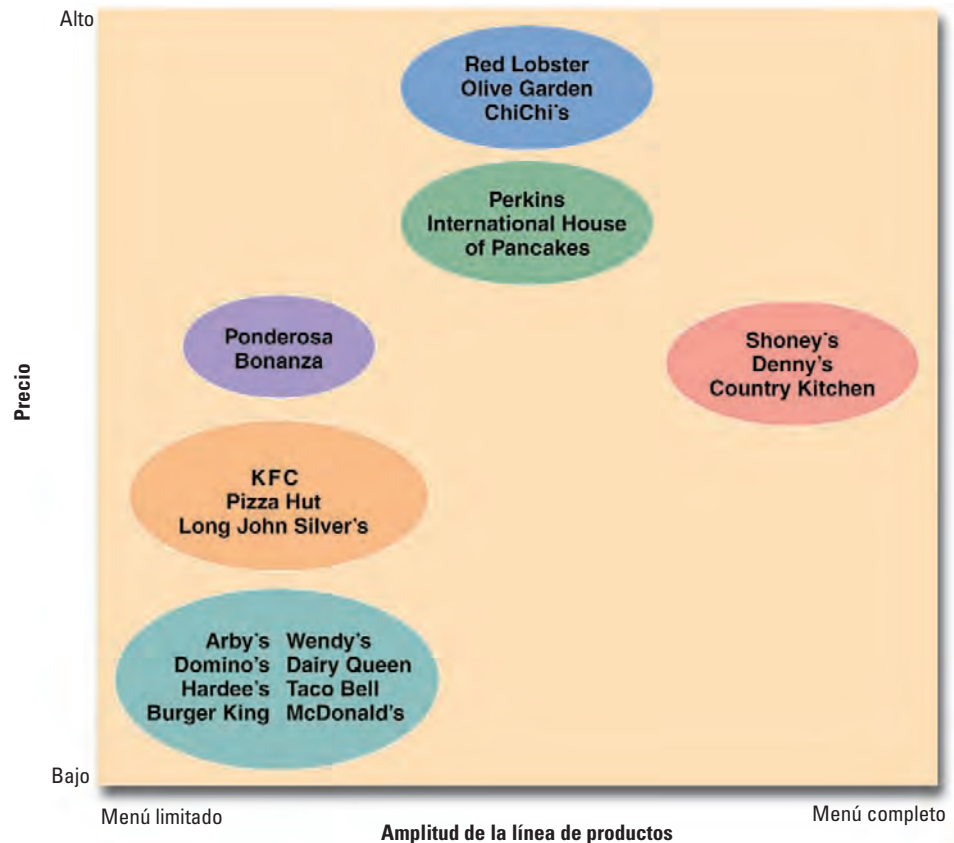 Alto
Red Lobster
Olive Garden
ChiChi's
Perkins
International House
of Pancakes
Ponderosa
Bonanza
Shoney's
Denny's
Country Kitchen
Precio
KFC
Pizza Hut
Long John Silver's
Arby's Wendy's
Domino's Dairy Queen
Hardee's Taco Bell
Burger King McDonald's
Bajo
Menú limitado
Menú completo
Amplitud de la línea de productos